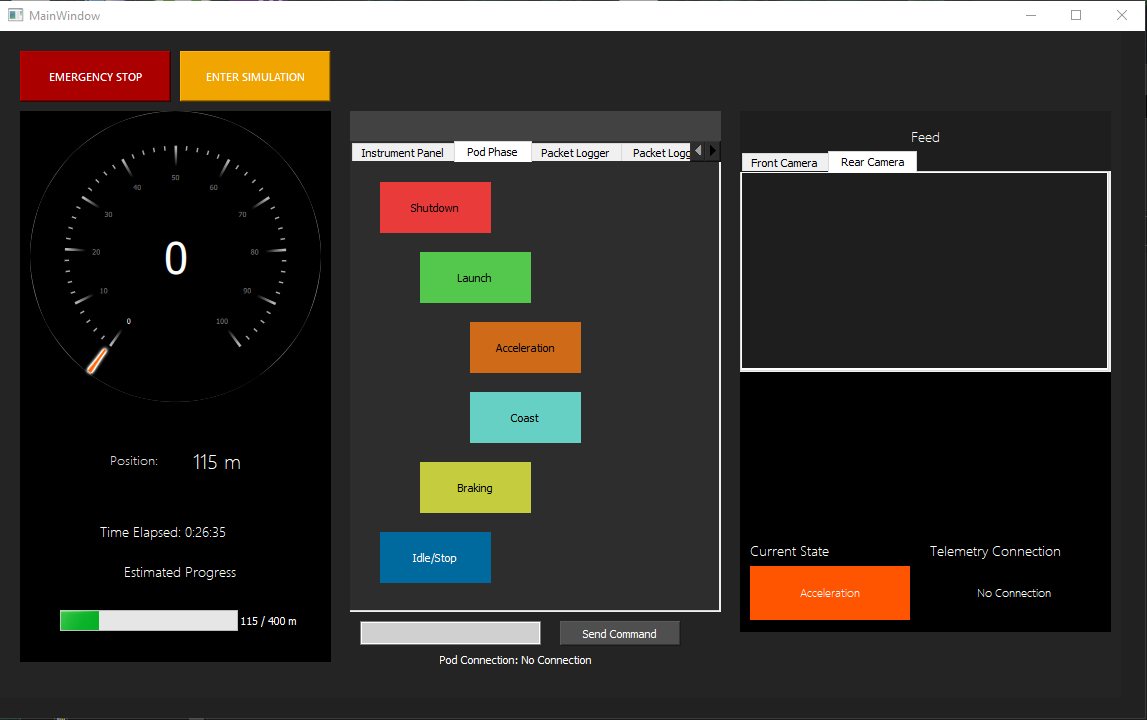 MainWindow
EMERGENCY STOP
ENTER SIMULATION
0
10
20
30
40
50
60
70
80
90
100
0
Position: 115 m
Time Elapsed: 0:26:35
Estimated Progress
115 / 400 m
Instrument Panel
Pod Phase
Packet Logger
Packet Logg
Shutdown
Launch
Acceleration
Coast
Braking
Idle/Stop
Send Command
Pod Connection: No Connection
Feed
Front Camera
Rear Camera
Current State
Acceleration
Telemetry Connection
No Connection